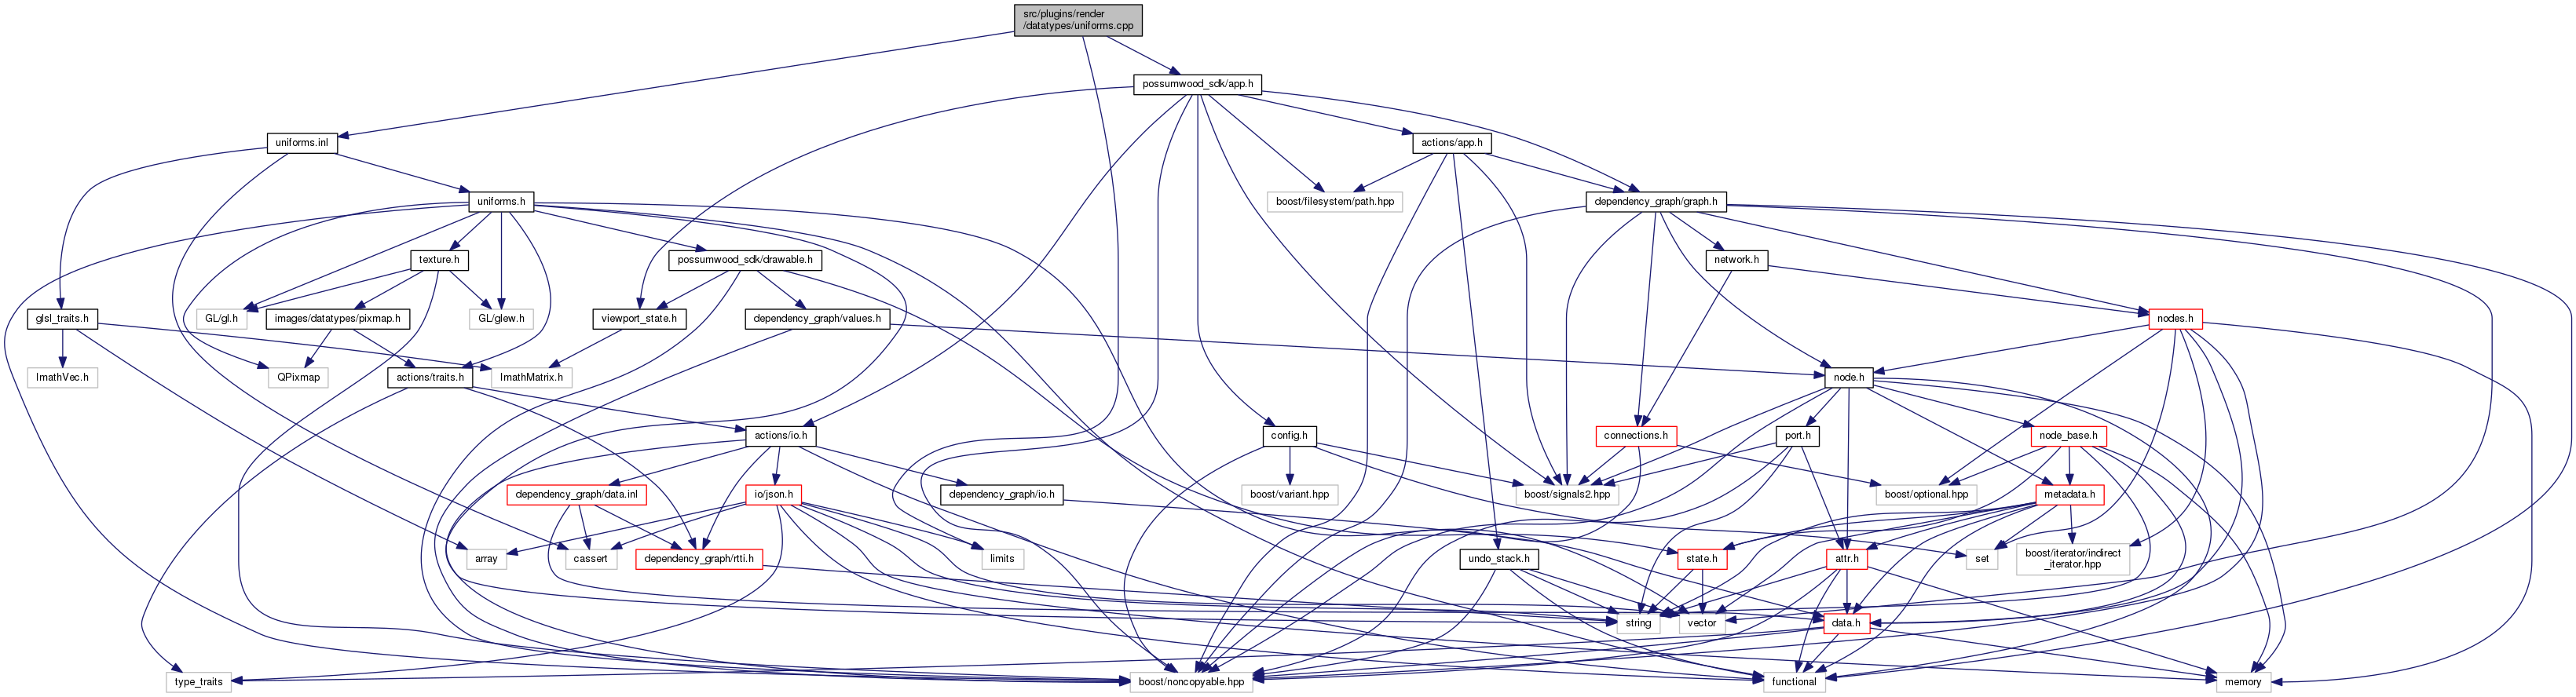 src/plugins/render
/datatypes/uniforms.cpp
possumwood_sdk/app.h
uniforms.inl
actions/app.h
uniforms.h
boost/filesystem/path.hpp
dependency_graph/graph.h
texture.h
possumwood_sdk/drawable.h
network.h
glsl_traits.h
GL/gl.h
images/datatypes/pixmap.h
GL/glew.h
viewport_state.h
dependency_graph/values.h
nodes.h
ImathVec.h
QPixmap
actions/traits.h
ImathMatrix.h
node.h
actions/io.h
config.h
connections.h
port.h
node_base.h
dependency_graph/data.inl
io/json.h
dependency_graph/io.h
boost/variant.hpp
boost/signals2.hpp
boost/optional.hpp
metadata.h
array
cassert
dependency_graph/rtti.h
limits
undo_stack.h
state.h
attr.h
set
boost/iterator/indirect
_iterator.hpp
string
vector
data.h
type_traits
boost/noncopyable.hpp
functional
memory